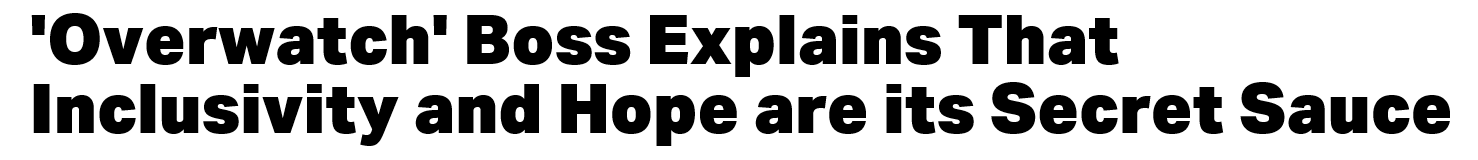 'Overwatch' Boss Explains That
Inclusivity and Hope are its Secret Sauce